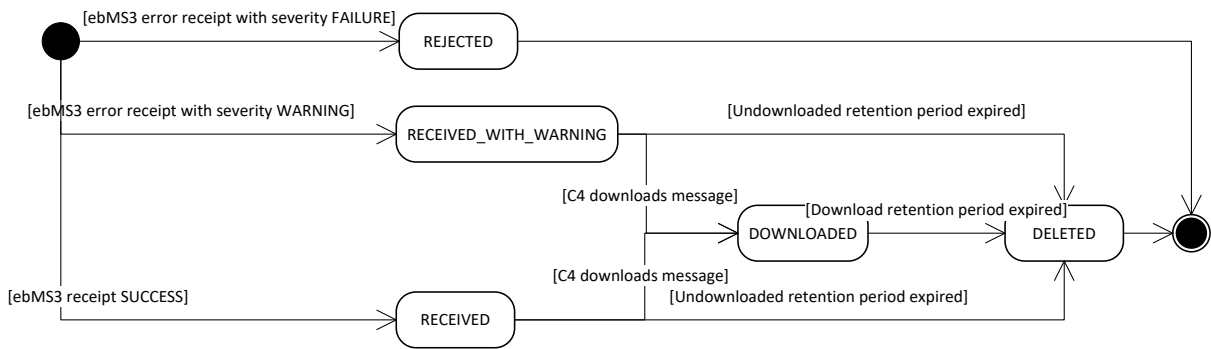 [ebMS3 error receipt with severity FAILURE]
REJECTED
[ebMS3 error receipt with severity WARNING]
[Undownloaded retention period expired]
RECEIVED_WITH_WARNING
[C4 downloads message]
[Download retention period expired]
DOWNLOADED
DELETED
[C4 downloads message]
[ebMS3 receipt SUCCESS]
[Undownloaded retention period expired]
RECEIVED